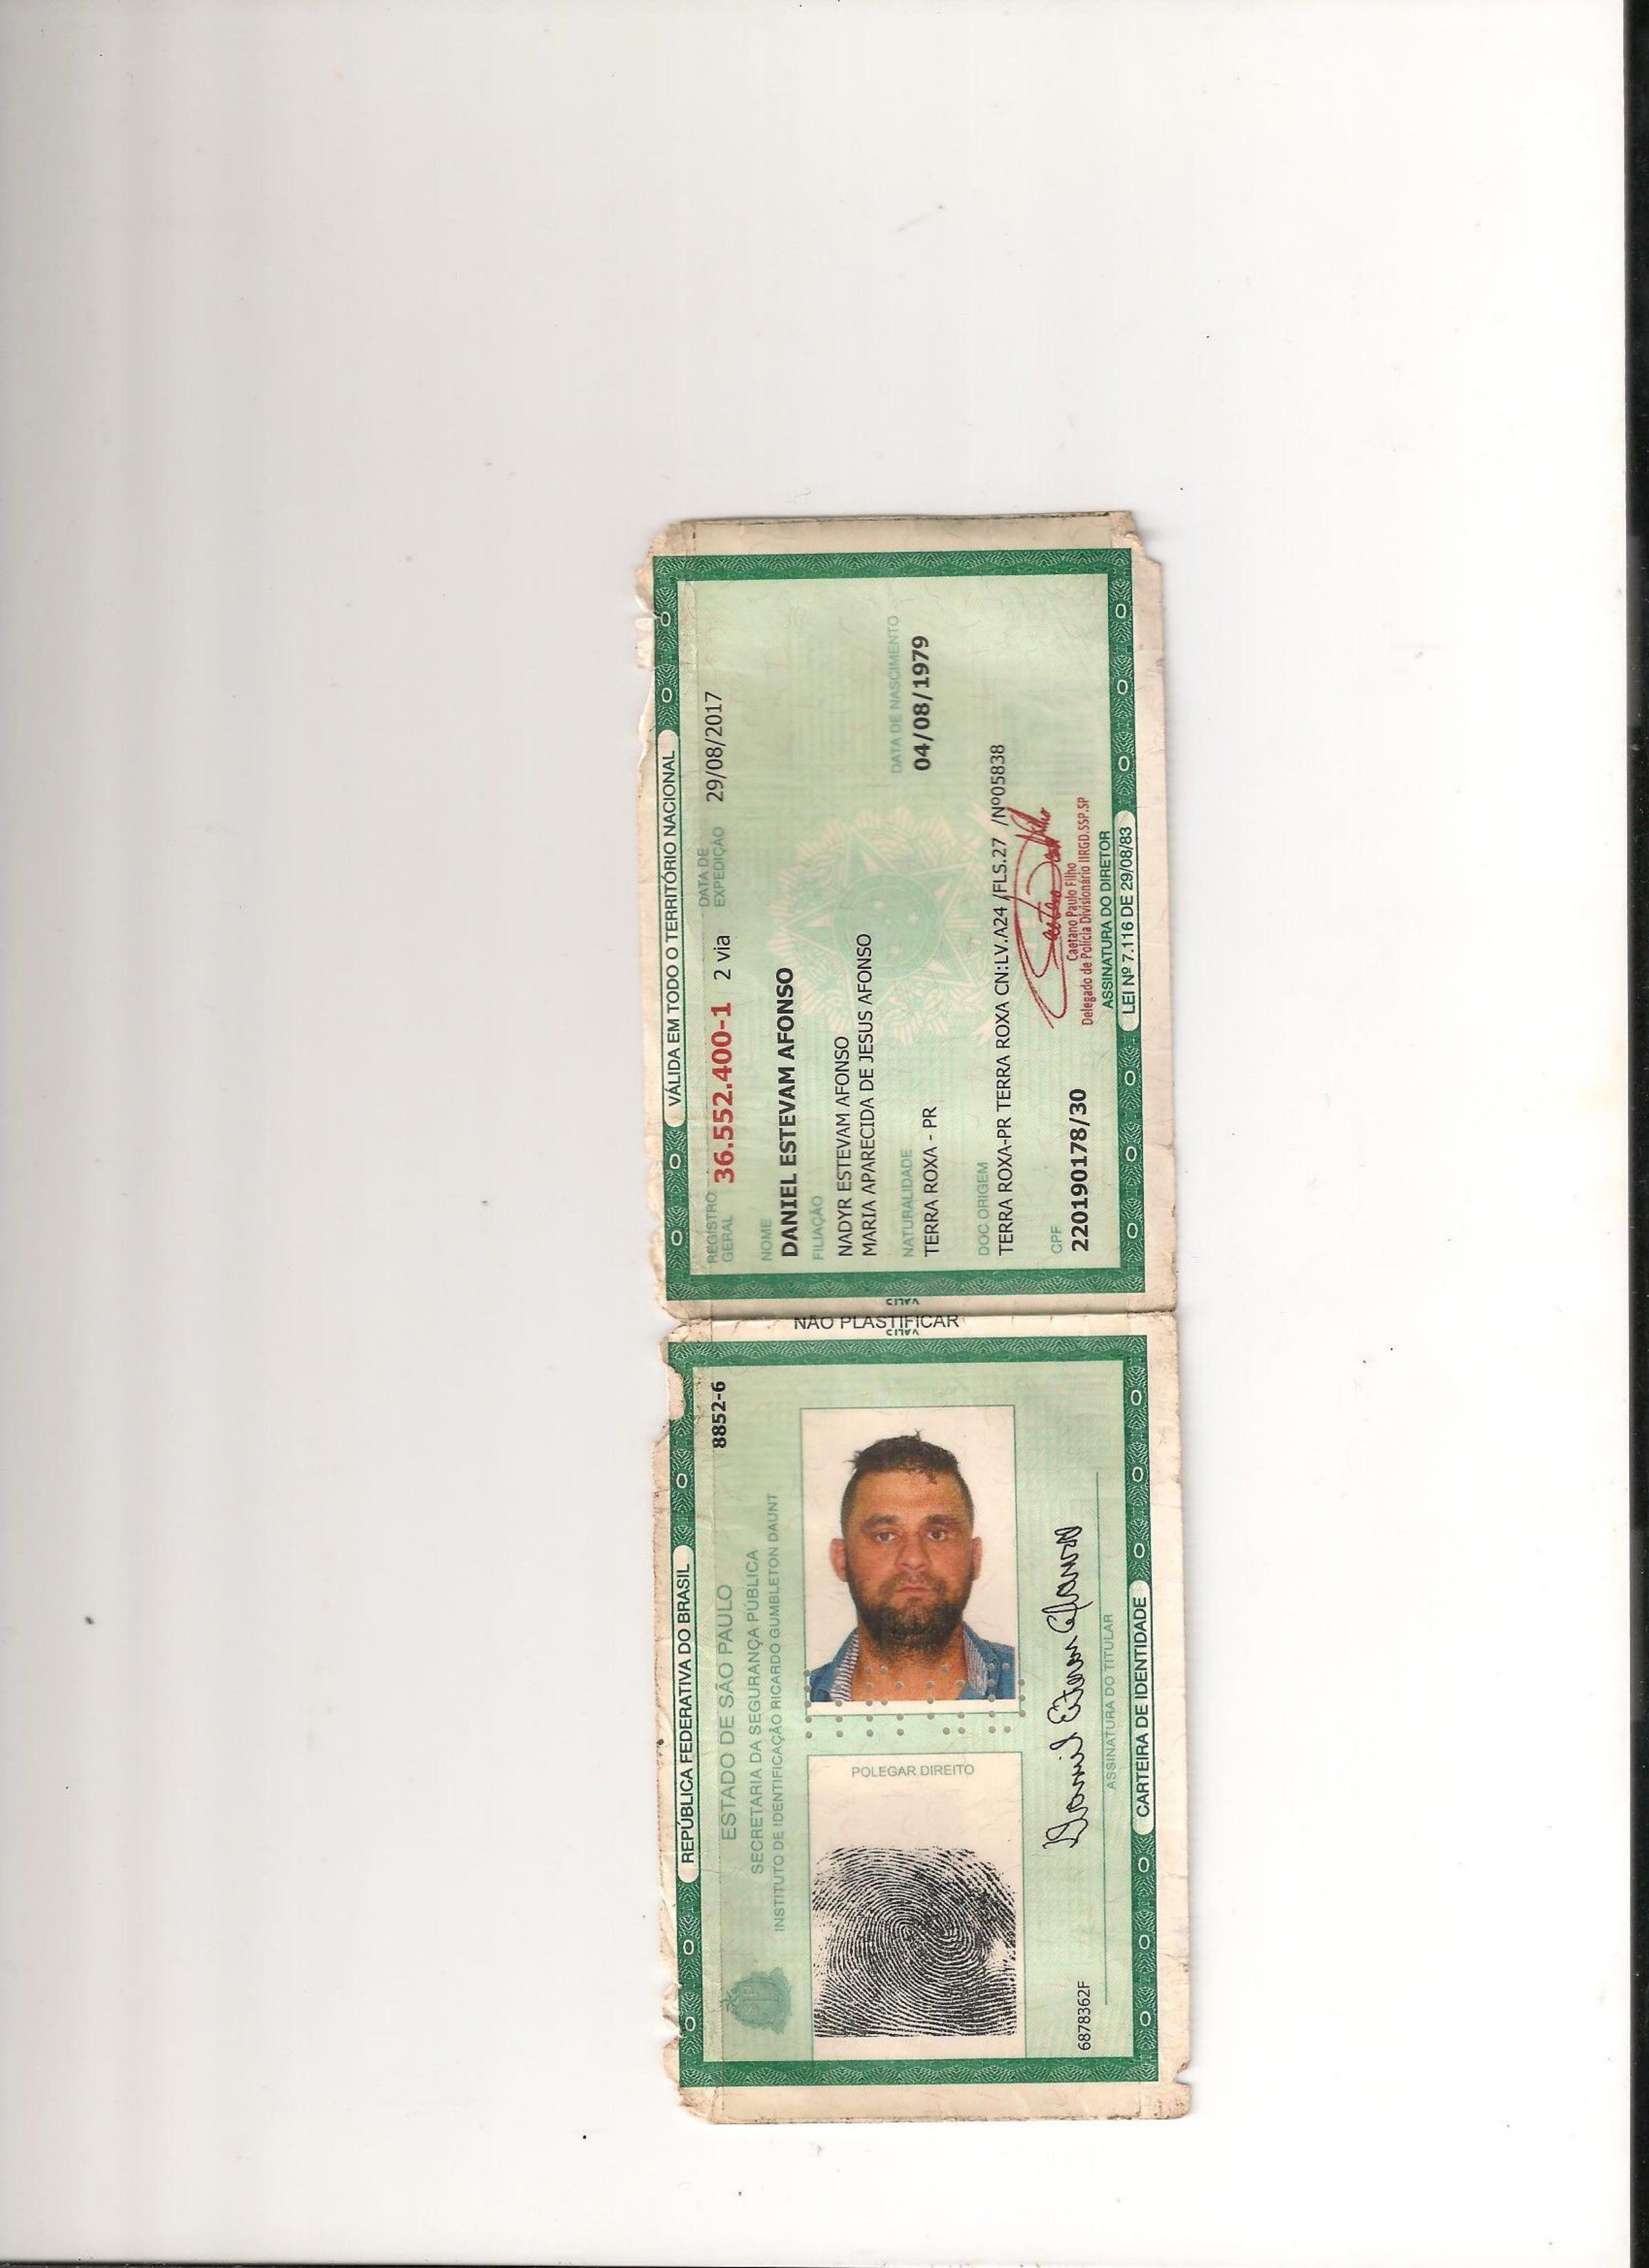 REPÚBLICA FEDERATIVA DO BRASIL
8852-6
ESTADO DE SÃO PAULO
SECRETARIA DA SEGURANÇA PÚBLICA
INSTITUTO DE IDENTIFICAÇÃO RICARDO GUMBLETON DAUNT
POLEGAR DIREITO
Daniel Estevam Afonso
6878362F
ASSINATURA DO TITULAR
CARTEIRA DE IDENTIDADE
NÃO PLASTIFICAR
VÁLIDA EM TODO O TERRITÓRIO NACIONAL
REGISTRO GERAL 36.552.400-1 2 via DATA DE EXPEDIÇÃO 29/08/2017
NOME
DANIEL ESTEVAM AFONSO
FILIAÇÃO
NADYR ESTEVAM AFONSO
MARIA APARECIDA DE JESUS AFONSO
NATURALIDADE DATA DE NASCIMENTO
TERRA ROXA - PR 04/08/1979
DOC ORIGEM
TERRA ROXA-PR TERRA ROXA CN:LV.A24 /FLS.27 /Nº05838
CPF
220190178/30
Caetano Paulo Filho
Delegado de Polícia Divisionário IIRGD.SSP.SP
ASSINATURA DO DIRETOR
LEI Nº 7.116 DE 29/08/83